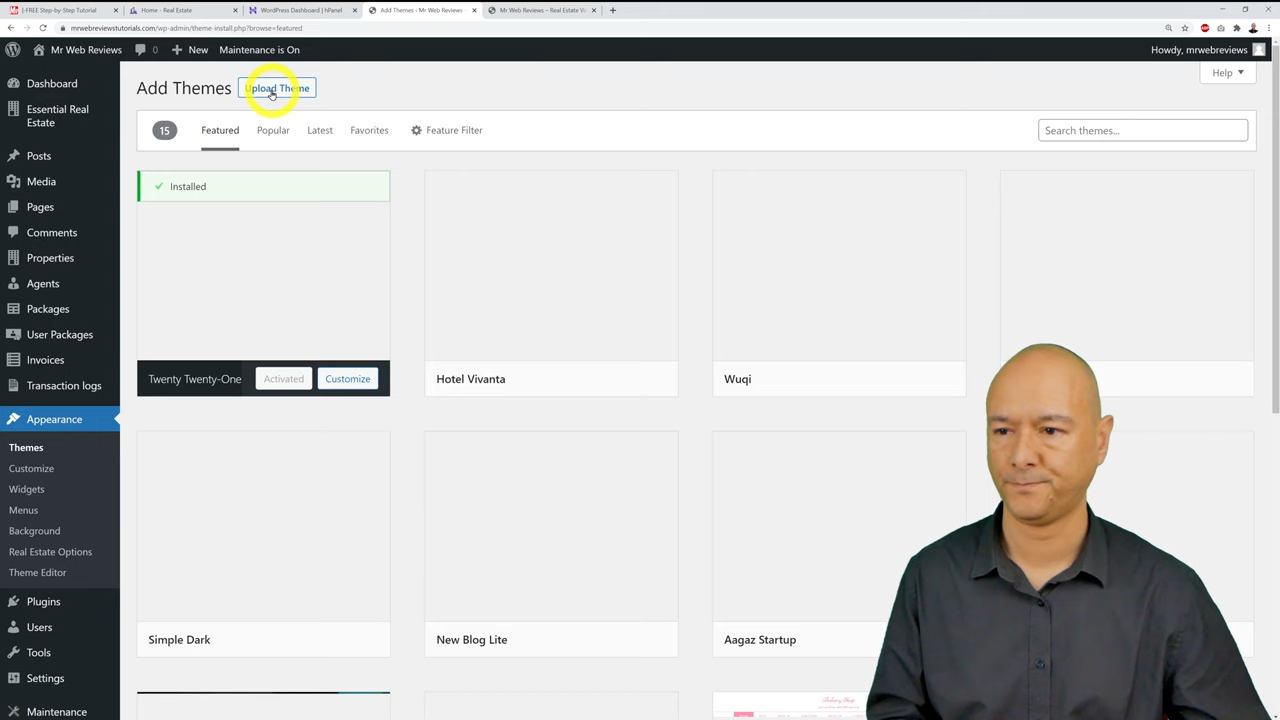 [-FREE Step-by-Step Tutorial
Home - Real Estate
WordPress Dashboard | hPanel
Add Themes ‹ Mr Web Reviews -
Mr Web Reviews – Real Estate W
mrwebreviewstutorials.com/wp-admin/theme-install.php?browse=featured
Mr Web Reviews
0
New
Maintenance is On
Howdy, mrwebreviews
Dashboard
Essential Real
Estate
Posts
Media
Pages
Comments
Properties
Agents
Packages
User Packages
Invoices
Transaction logs
Appearance
Themes
Customize
Widgets
Menus
Background
Real Estate Options
Theme Editor
Plugins
Users
Tools
Settings
Maintenance
Add Themes
Upload Theme
Help
15
Featured
Popular
Latest
Favorites
Feature Filter
Search themes...
Installed
Twenty Twenty-One
Activated
Customize
Hotel Vivanta
Wuqi
Simple Dark
New Blog Lite
Aagaz Startup